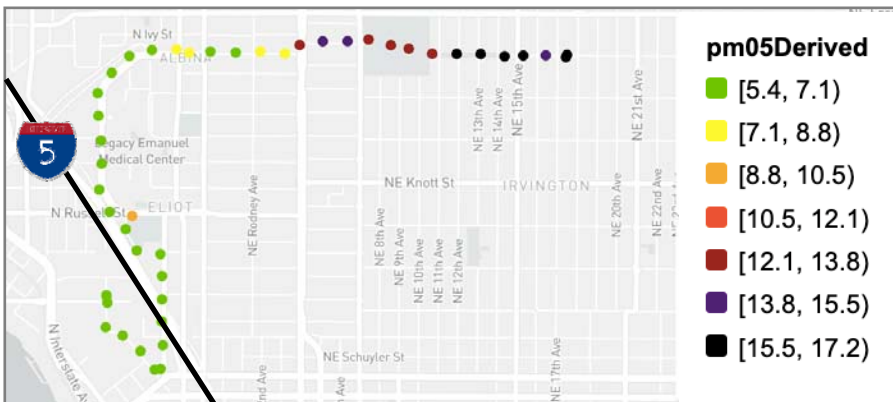 N Ivy St
ALBINA
Legacy Emanuel
Medical Center
5
N Russell St
ELIOT
NE Rodney Ave
NE Knott St
IRVINGTON
NE 8th Ave
NE 9th Ave
NE 10th Ave
NE 11th Ave
NE 12th Ave
NE 13th Ave
NE 14th Ave
NE 15th Ave
NE 17th Ave
NE 20th Ave
NE 21st Ave
NE 22nd Ave
N Interstate Ave
NE Schuyler St
2nd Ave
th Ave
pm05Derived
[5.4, 7.1)
[7.1, 8.8)
[8.8, 10.5)
[10.5, 12.1)
[12.1, 13.8)
[13.8, 15.5)
[15.5, 17.2)